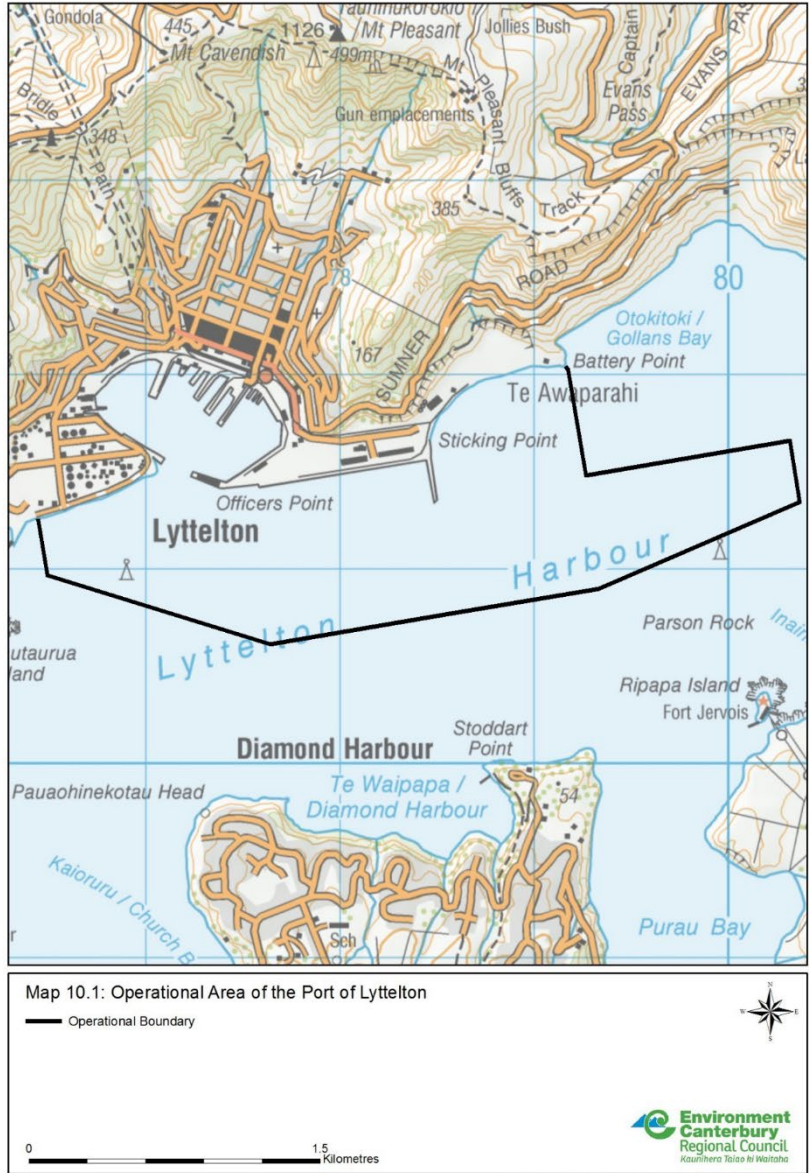 Gondola
445
1126
Mt Pleasant
Jollies Bush
Mt Cavendish
499m
Captain
EVANS PAS
Evans
Pass
Mt Pleasant Bluffs Track
Gun emplacements
Bridle Path
348
385
78
80
200
ROAD
SUMNER
167
Otokitoki /
Gollans Bay
Battery Point
Te Awaparahi
Sticking Point
Officers Point
Lyttelton
Lyttelton Harbour
utaurua
land
Parson Rock
Ripapa Island
Fort Jervois
Stoddart
Point
Diamond Harbour
Te Waipapa /
Diamond Harbour
54
Pauaohinekotau Head
Kaioruru / Church B
Sch
Purau Bay
Map 10.1: Operational Area of the Port of Lyttelton
Operational Boundary
N
W
E
S
0
1.5
Kilometres
Environment
Canterbury
Regional Council
Kaunihera Taiao ki Waitaha